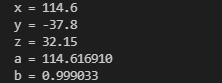 x = 114.6
y = -37.8
z = 32.15
a = 114.616910
b = 0.999033